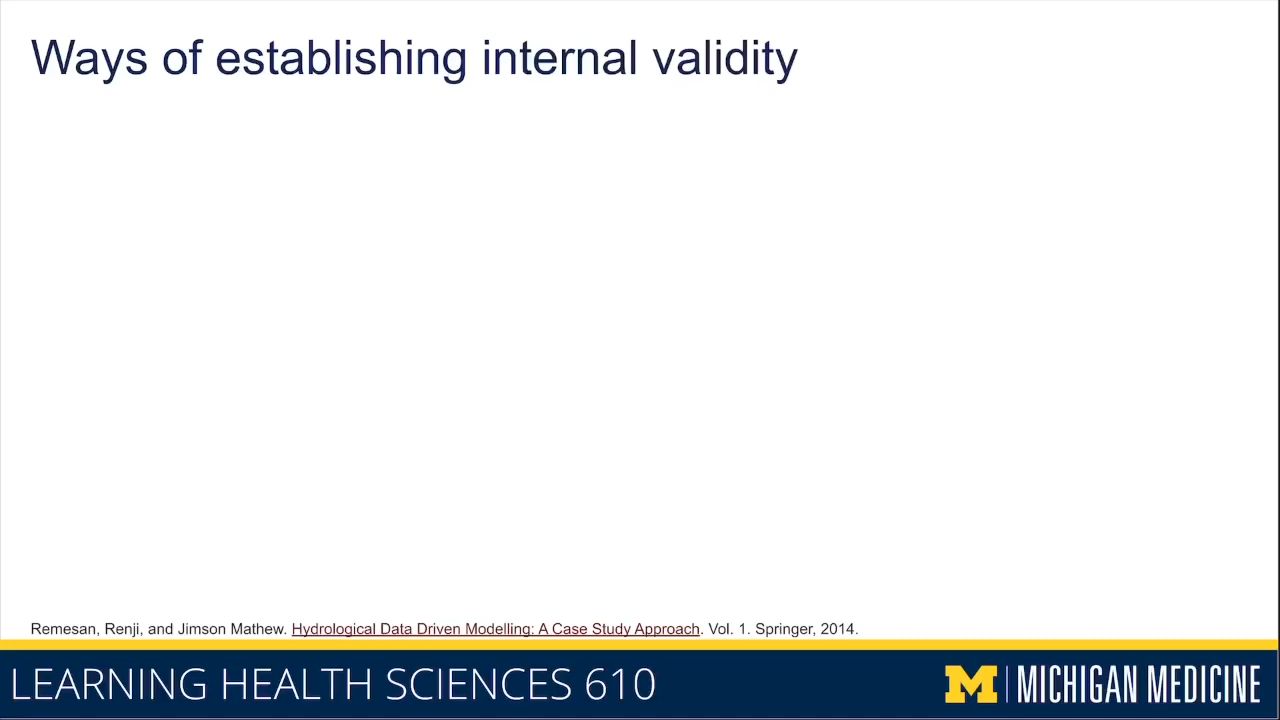 Ways of establishing internal validity
Remesan, Renji, and Jimson Mathew. Hydrological Data Driven Modelling: A Case Study Approach. Vol. 1. Springer, 2014.
LEARNING HEALTH SCIENCES 610
M | MICHIGAN MEDICINE